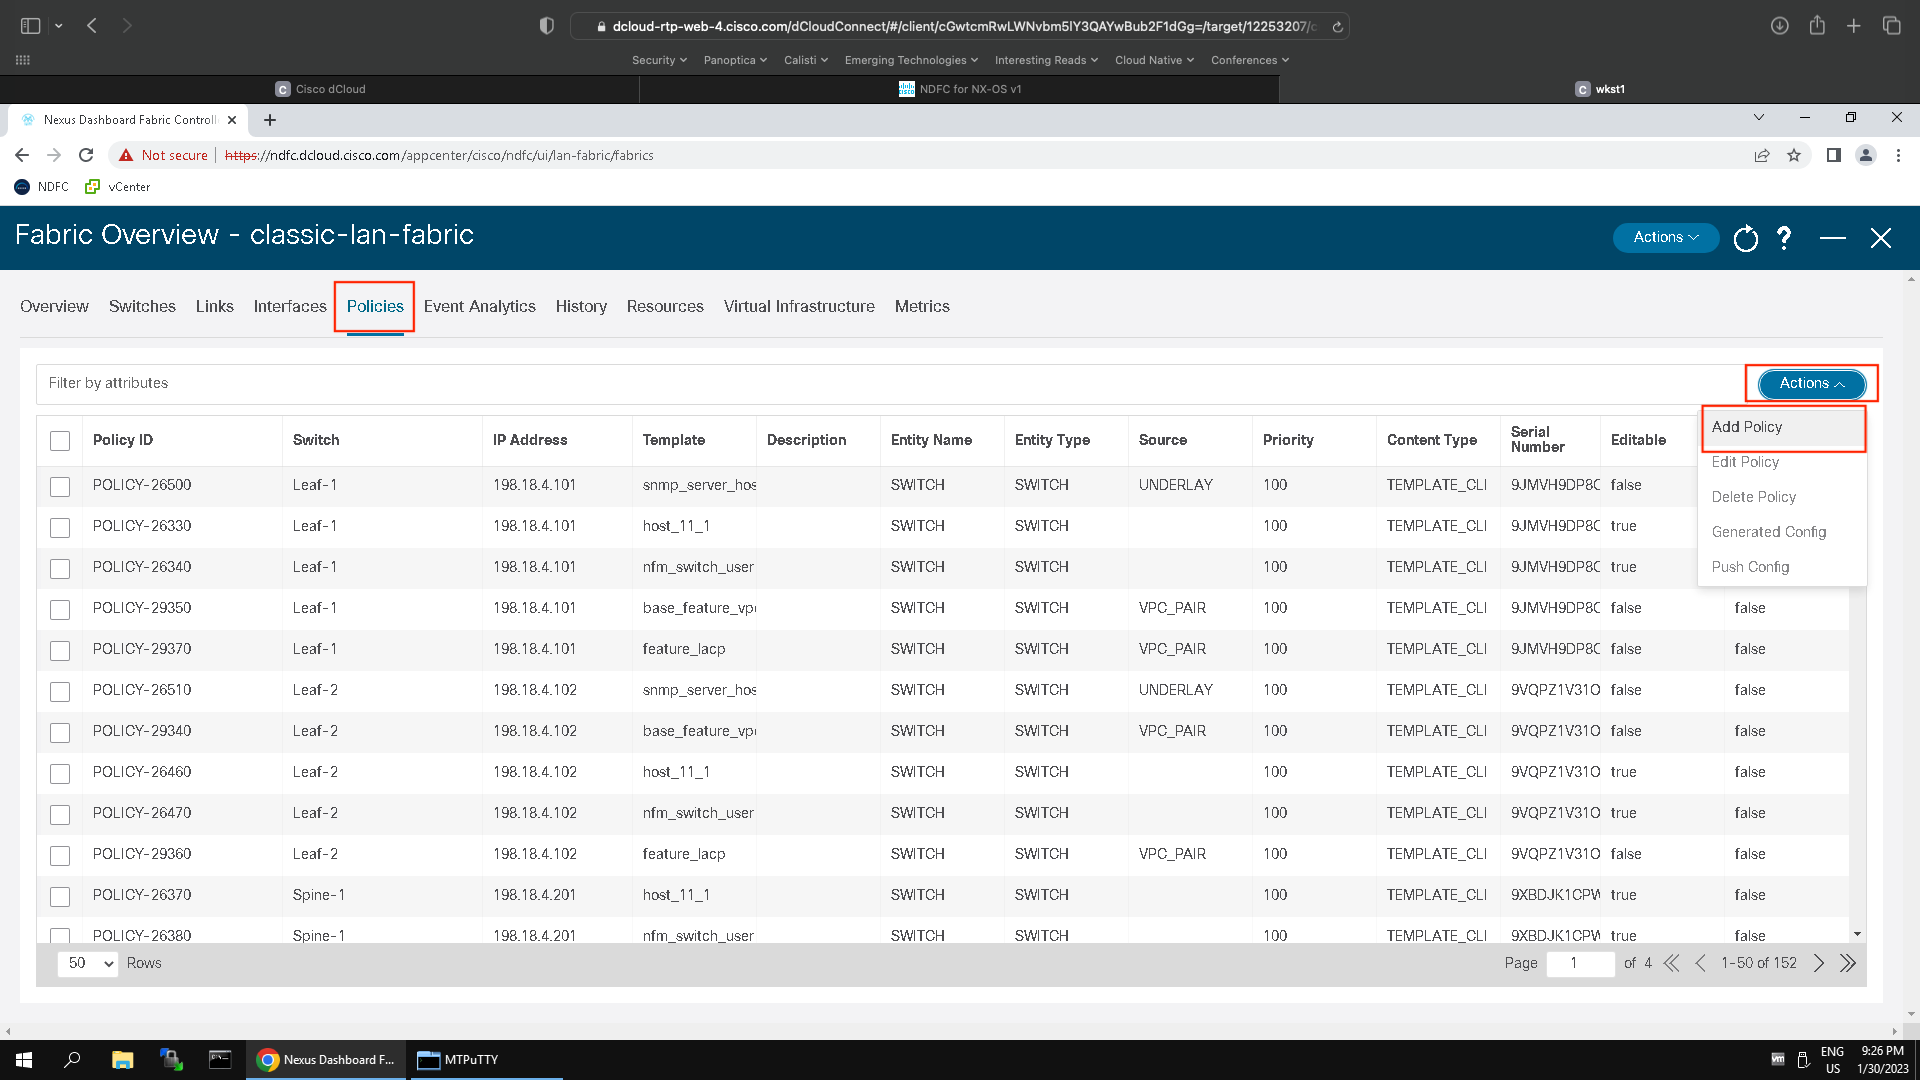 dcloud-rtp-web-4.cisco.com/dCloudConnect/#/client/
Security Panoptica Calisti Emerging Technologies Interesting Reads Cloud Native Conferences
C Cisco dCloud NDFC for NX-OS v1 C wkst1
Nexus Dashboard Fabric Controll
Not secure https://ndfc.dcloud.cisco.com/appcenter/cisco/ndfc/ui/lan-fabric/fabrics
NDFC vCenter
Fabric Overview - classic-lan-fabric Actions ?
Overview Switches Links Interfaces Policies Event Analytics History Resources Virtual Infrastructure Metrics
Filter by attributes Actions
Policy ID Switch IP Address Template Description Entity Name Entity Type Source Priority Content Type Serial Number Editable
Add Policy
Edit Policy
Delete Policy
Generated Config
Push Config
POLICY-26500 Leaf-1 198.18.4.101 snmp_server_hos SWITCH SWITCH UNDERLAY 100 TEMPLATE_CLI 9JMVH9DP8C false
POLICY-26330 Leaf-1 198.18.4.101 host_11_1 SWITCH SWITCH 100 TEMPLATE_CLI 9JMVH9DP8C true
POLICY-26340 Leaf-1 198.18.4.101 nfm_switch_user SWITCH SWITCH 100 TEMPLATE_CLI 9JMVH9DP8C true
POLICY-29350 Leaf-1 198.18.4.101 base_feature_vp SWITCH SWITCH VPC_PAIR 100 TEMPLATE_CLI 9JMVH9DP8C false false
POLICY-29370 Leaf-1 198.18.4.101 feature_lacp SWITCH SWITCH VPC_PAIR 100 TEMPLATE_CLI 9JMVH9DP8C false false
POLICY-26510 Leaf-2 198.18.4.102 snmp_server_hos SWITCH SWITCH UNDERLAY 100 TEMPLATE_CLI 9VQPZ1V31O false false
POLICY-29340 Leaf-2 198.18.4.102 base_feature_vp SWITCH SWITCH VPC_PAIR 100 TEMPLATE_CLI 9VQPZ1V31O false false
POLICY-26460 Leaf-2 198.18.4.102 host_11_1 SWITCH SWITCH 100 TEMPLATE_CLI 9VQPZ1V31O true false
POLICY-26470 Leaf-2 198.18.4.102 nfm_switch_user SWITCH SWITCH 100 TEMPLATE_CLI 9VQPZ1V31O true false
POLICY-29360 Leaf-2 198.18.4.102 feature_lacp SWITCH SWITCH VPC_PAIR 100 TEMPLATE_CLI 9VQPZ1V31O false false
POLICY-26370 Spine-1 198.18.4.201 host_11_1 SWITCH SWITCH 100 TEMPLATE_CLI 9XBDJK1CPW true false
POLICY-26380 Spine-1 198.18.4.201 nfm_switch_user SWITCH SWITCH 100 TEMPLATE_CLI 9XBDJK1CPW true false
50 Rows Page 1 of 4 1-50 of 152
Nexus Dashboard F... MTPuTTY vm ENG US 9:26 PM 1/30/2023